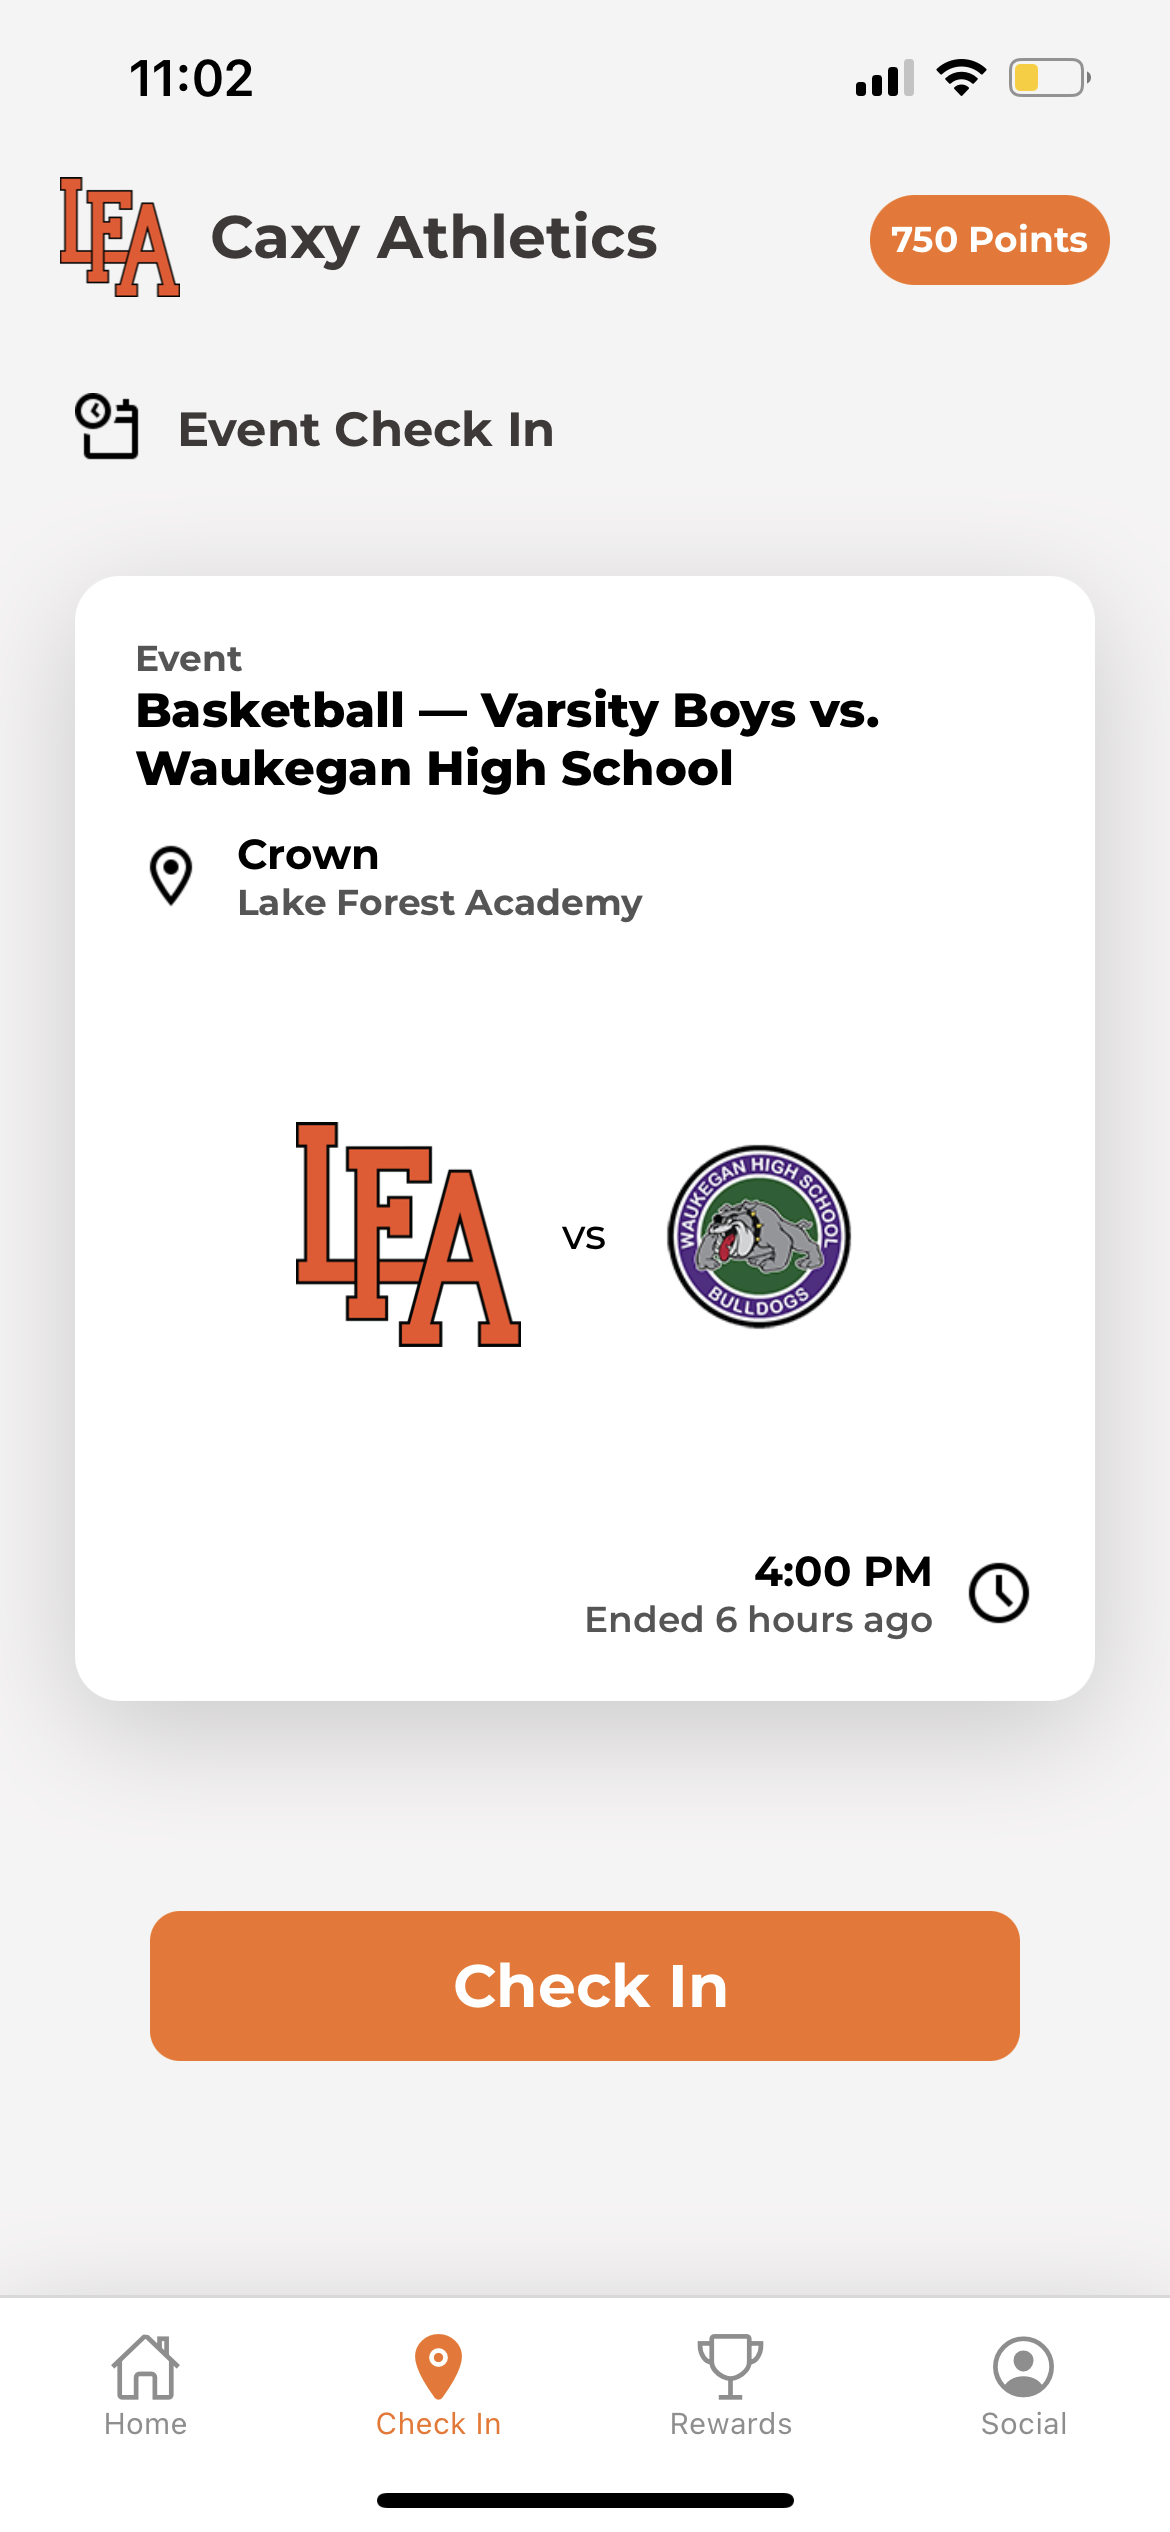 11:02
LFA
Caxy Athletics
750 Points
Event Check In
Event
Basketball — Varsity Boys vs.
Waukegan High School
Crown
Lake Forest Academy
LFA
vs
WAUKEGAN HIGH SCHOOL
BULLDOGS
4:00 PM
Ended 6 hours ago
Check In
Home
Check In
Rewards
Social